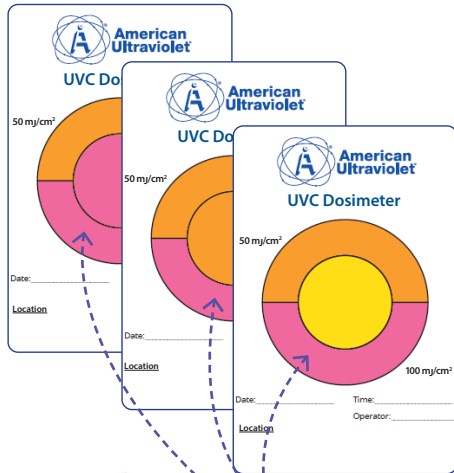 American
Ultraviolet
UVC Do
50 mJ/cm²
Date:
Location
American
Ultraviolet
UVC Do
50 mJ/cm²
Date:
Location
American
Ultraviolet
UVC Dosimeter
50 mJ/cm²
100 mJ/cm²
Date: Time:
Operator:
Location